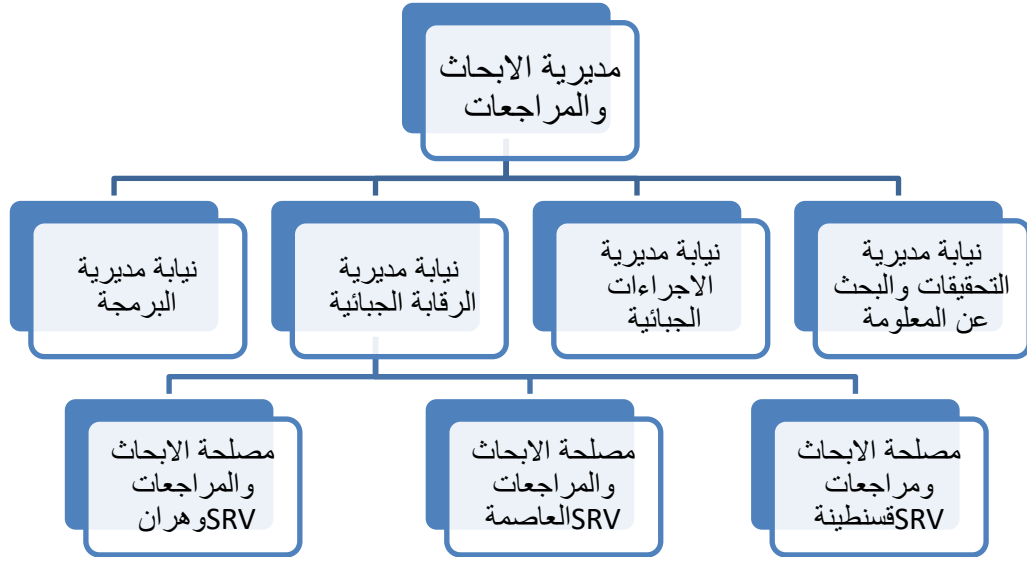 مديرية الابحاث
والمراجعات
نيابة مديرية
التحقيقات والبحث
عن المعلومة
نيابة مديرية
الاجراءات
الجبائية
نيابة مديرية
الرقابة الجبائية
نيابة مديرية
البرمجة
مصلحة الابحاث
ومراجعات
SRVقسنطينة
مصلحة الابحاث
والمراجعات
SRVالعاصمة
مصلحة الابحاث
والمراجعات
SRVوهران